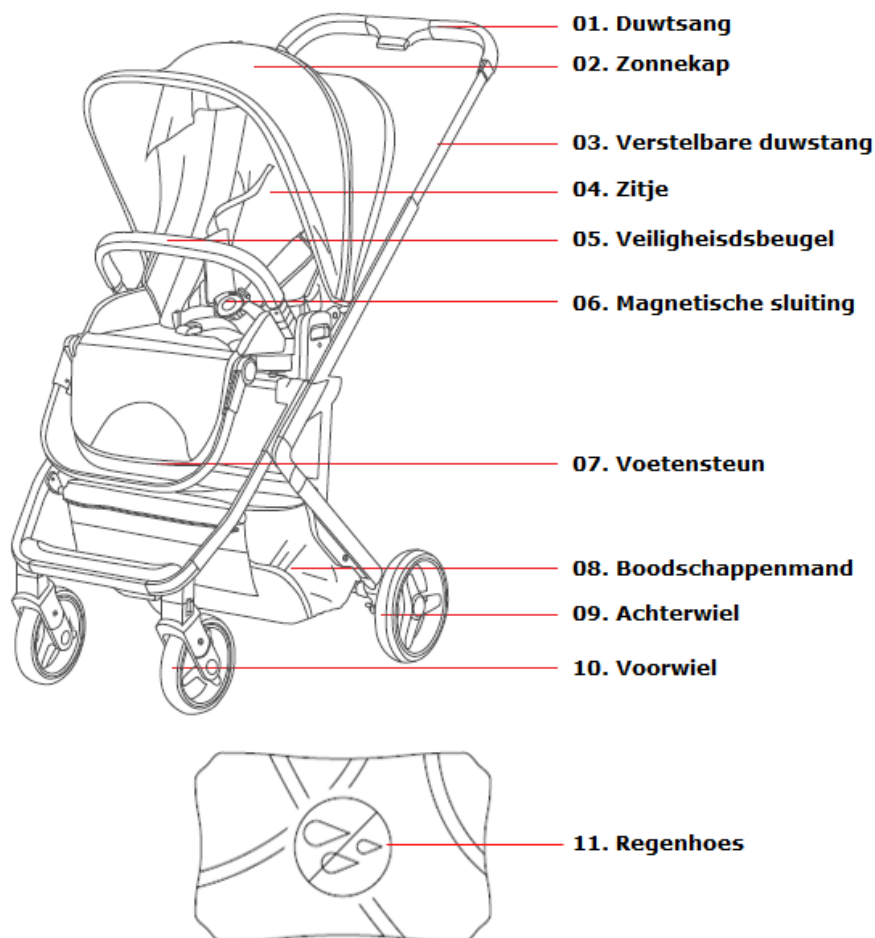 01. Duwtsang
02. Zonnekap
03. Verstelbare duwstang
04. Zitje
05. Veiligheisdsbeugel
06. Magnetische sluiting
07. Voetensteun
08. Boodschappenmand
09. Achterwiel
10. Voorwiel
11. Regenhoes